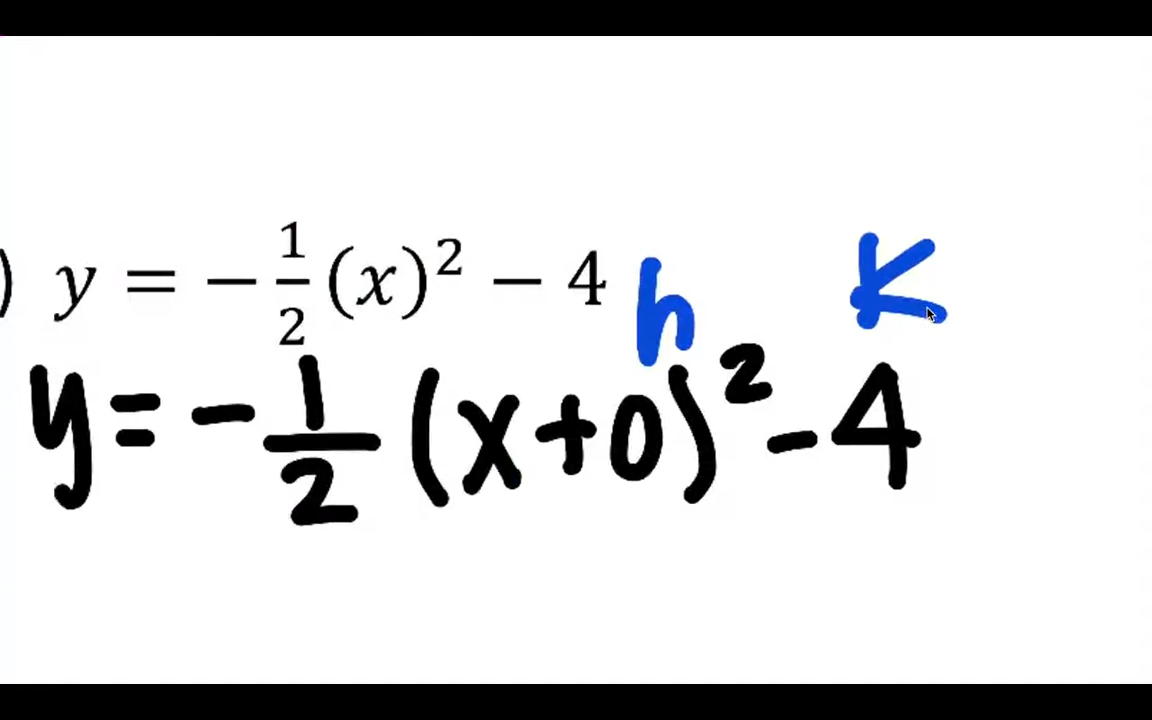 ) y = −1/2(x)² − 4
h K
y = -1/2 (x+0)² - 4